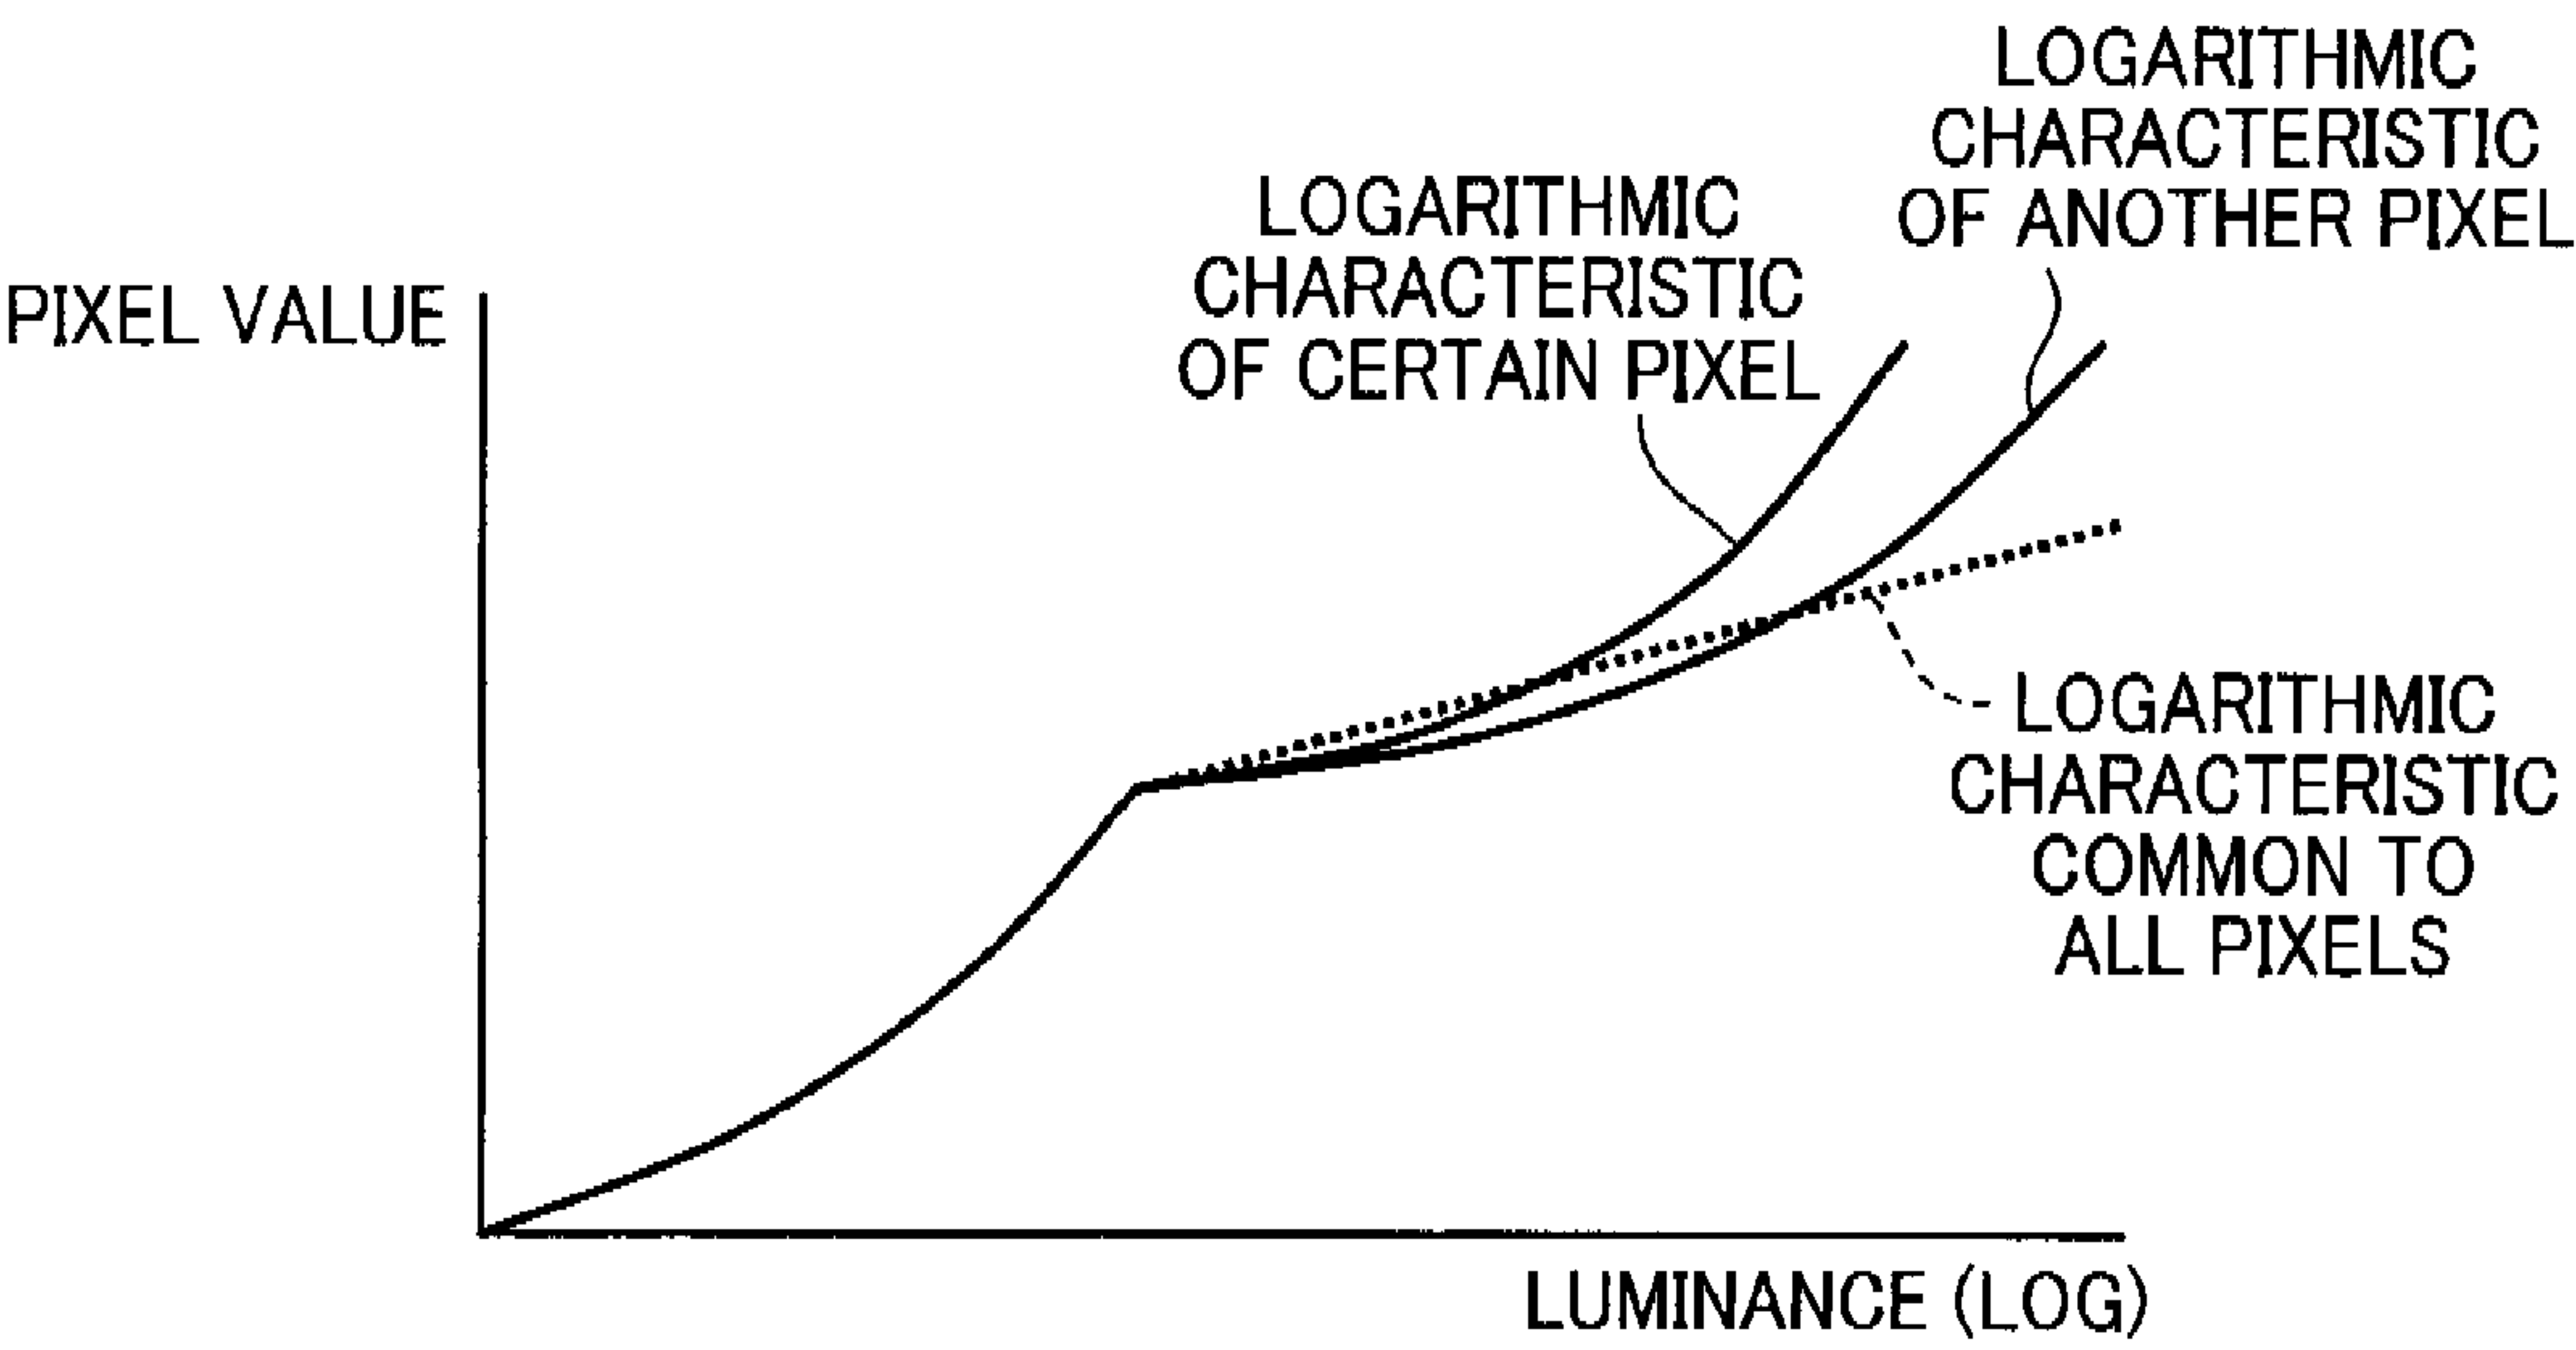 LOGARITHMIC
CHARACTERISTIC
OF ANOTHER PIXEL
LOGARITHMIC
CHARACTERISTIC
OF CERTAIN PIXEL
PIXEL VALUE
LOGARITHMIC
CHARACTERISTIC
COMMON TO
ALL PIXELS
LUMINANCE (LOG)